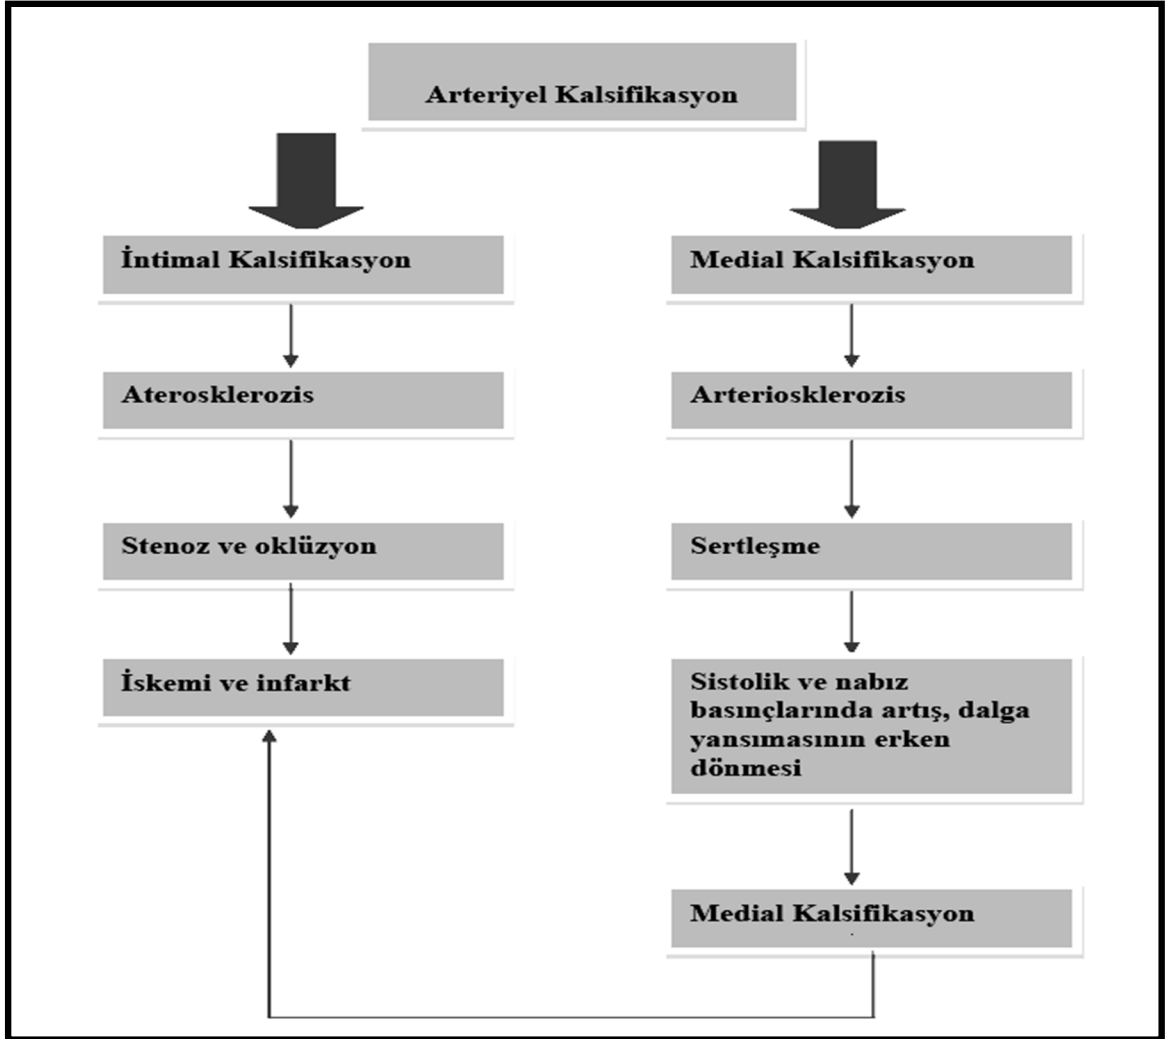 Arteriyel Kalsifikasyon
İntimal Kalsifikasyon
Aterosklerozis
Stenoz ve oklüzyon
İskemi ve infarkt
Medial Kalsifikasyon
Arteriosklerozis
Sertleşme
Sistolik ve nabız
basınçlarında artış, dalga
yansımasının erken
dönmesi
Medial Kalsifikasyon